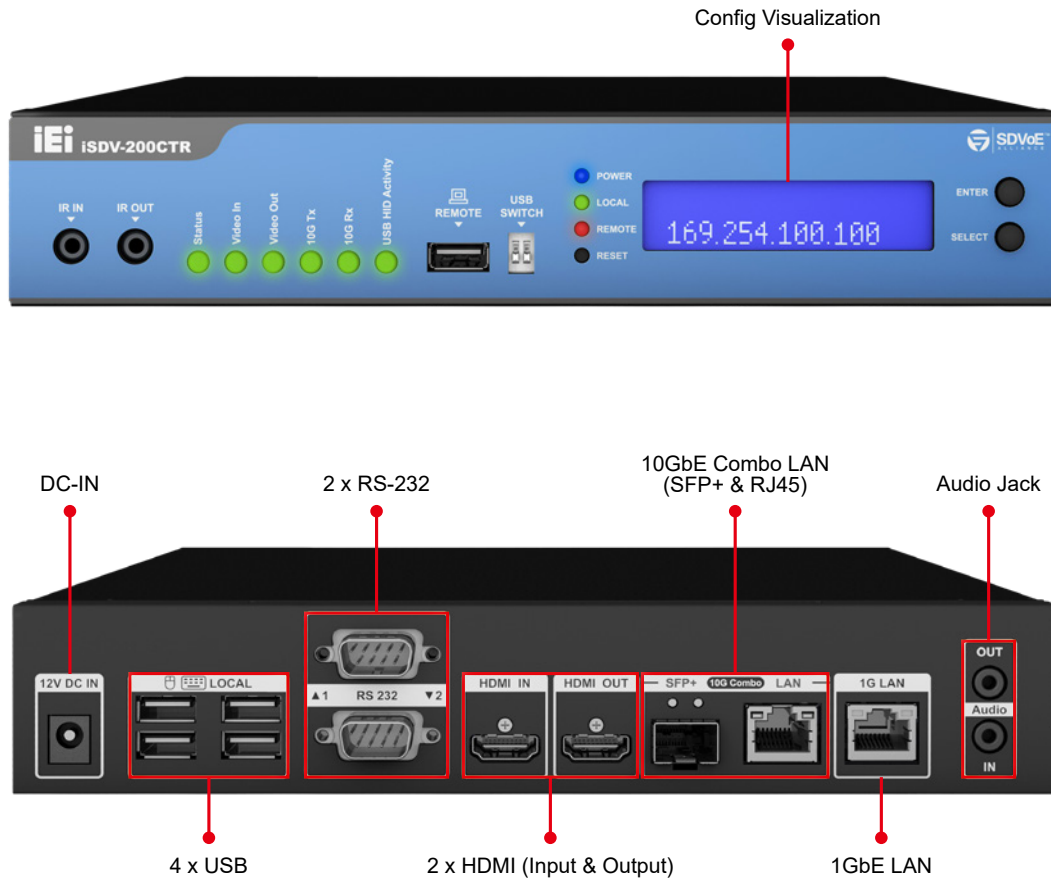 Config Visualization
iEi iSDV-200CTR
SDVoE™
ALLIANCE
IR IN
IR OUT
Status
Video In
Video Out
10G Tx
10G Rx
USB HID Activity
REMOTE
USB
SWITCH
POWER
LOCAL
REMOTE
RESET
169.254.100.100
ENTER
SELECT
DC-IN
2 x RS-232
10GbE Combo LAN
(SFP+ & RJ45)
Audio Jack
12V DC IN
LOCAL
▲1 RS 232 ▼2
HDMI IN
HDMI OUT
SFP+ 10G Combo LAN
1G LAN
OUT
Audio
IN
4 x USB
2 x HDMI (Input & Output)
1GbE LAN